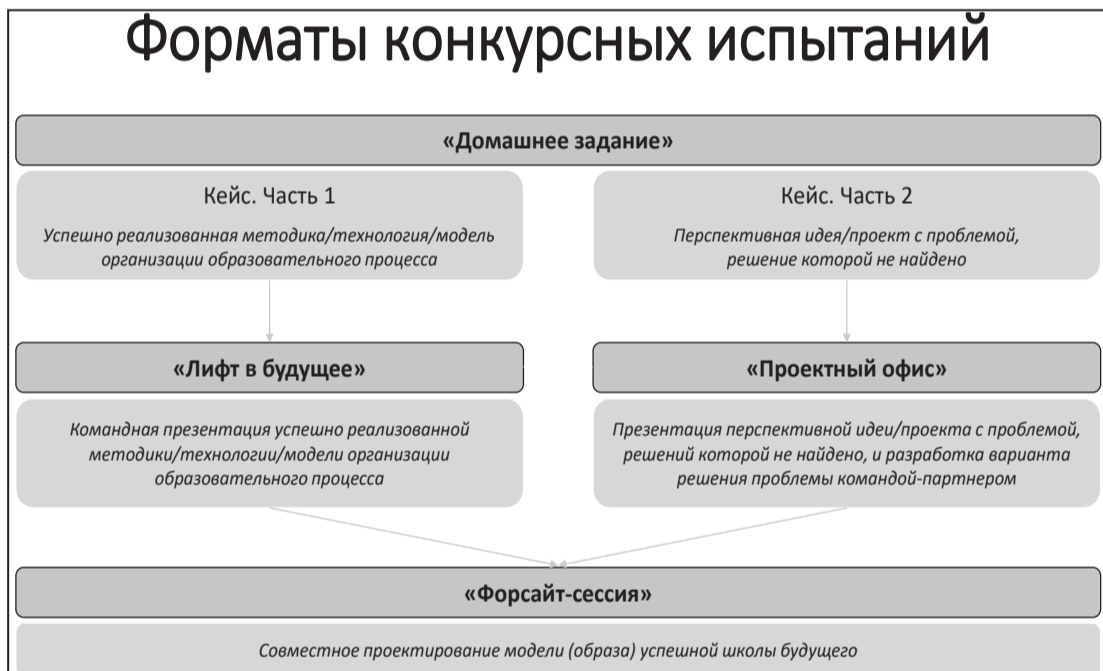 Форматы конкурсных испытаний
«Домашнее задание»
Кейс. Часть 1
Успешно реализованная методика/технология/модель
организации образовательного процесса
Кейс. Часть 2
Перспективная идея/проект с проблемой,
решение которой не найдено
«Лифт в будущее»
Командная презентация успешно реализованной
методики/технологии/модели организации
образовательного процесса
«Проектный офис»
Презентация перспективной идеи/проекта с проблемой,
решений которой не найдено, и разработка варианта
решения проблемы командой-партнером
«Форсайт-сессия»
Совместное проектирование модели (образа) успешной школы будущего